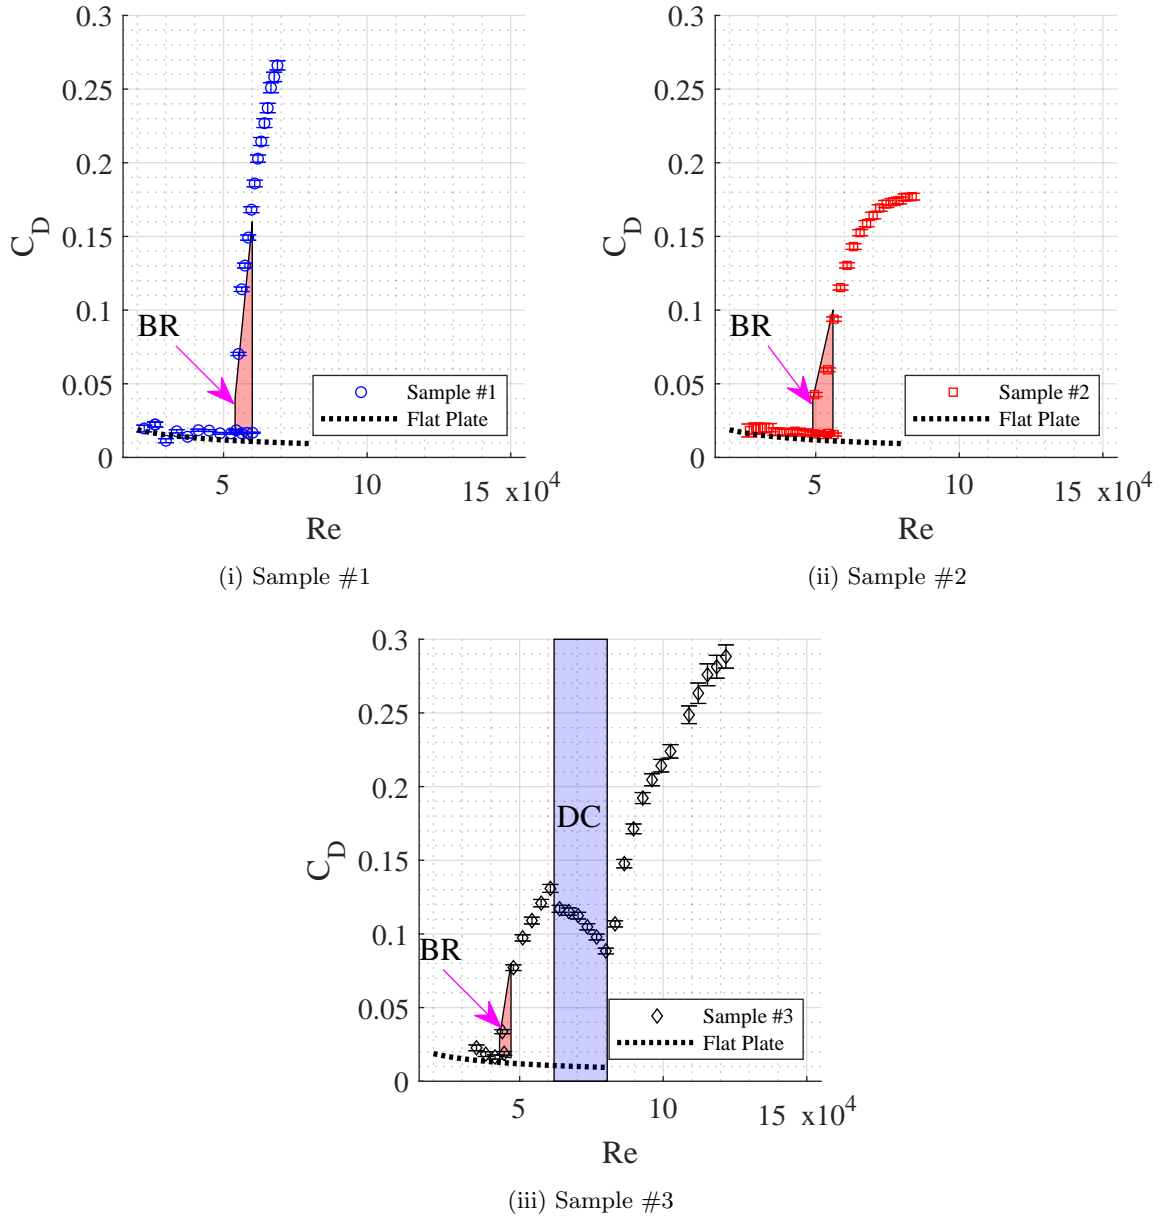 0.3
0.25
0.2
0.15
0.1
0.05
0
C_D
BR
Sample #1
Flat Plate
5
15 x10^4
Re
(i) Sample #1
0.3
0.25
0.2
0.15
0.1
0.05
0
C_D
BR
Sample #2
Flat Plate
5
10
15 x10^4
Re
(ii) Sample #2
0.3
0.25
0.2
0.15
0.1
0.05
0
C_D
DC
BR
Sample #3
Flat Plate
5
10
15 x10^4
Re
(iii) Sample #3